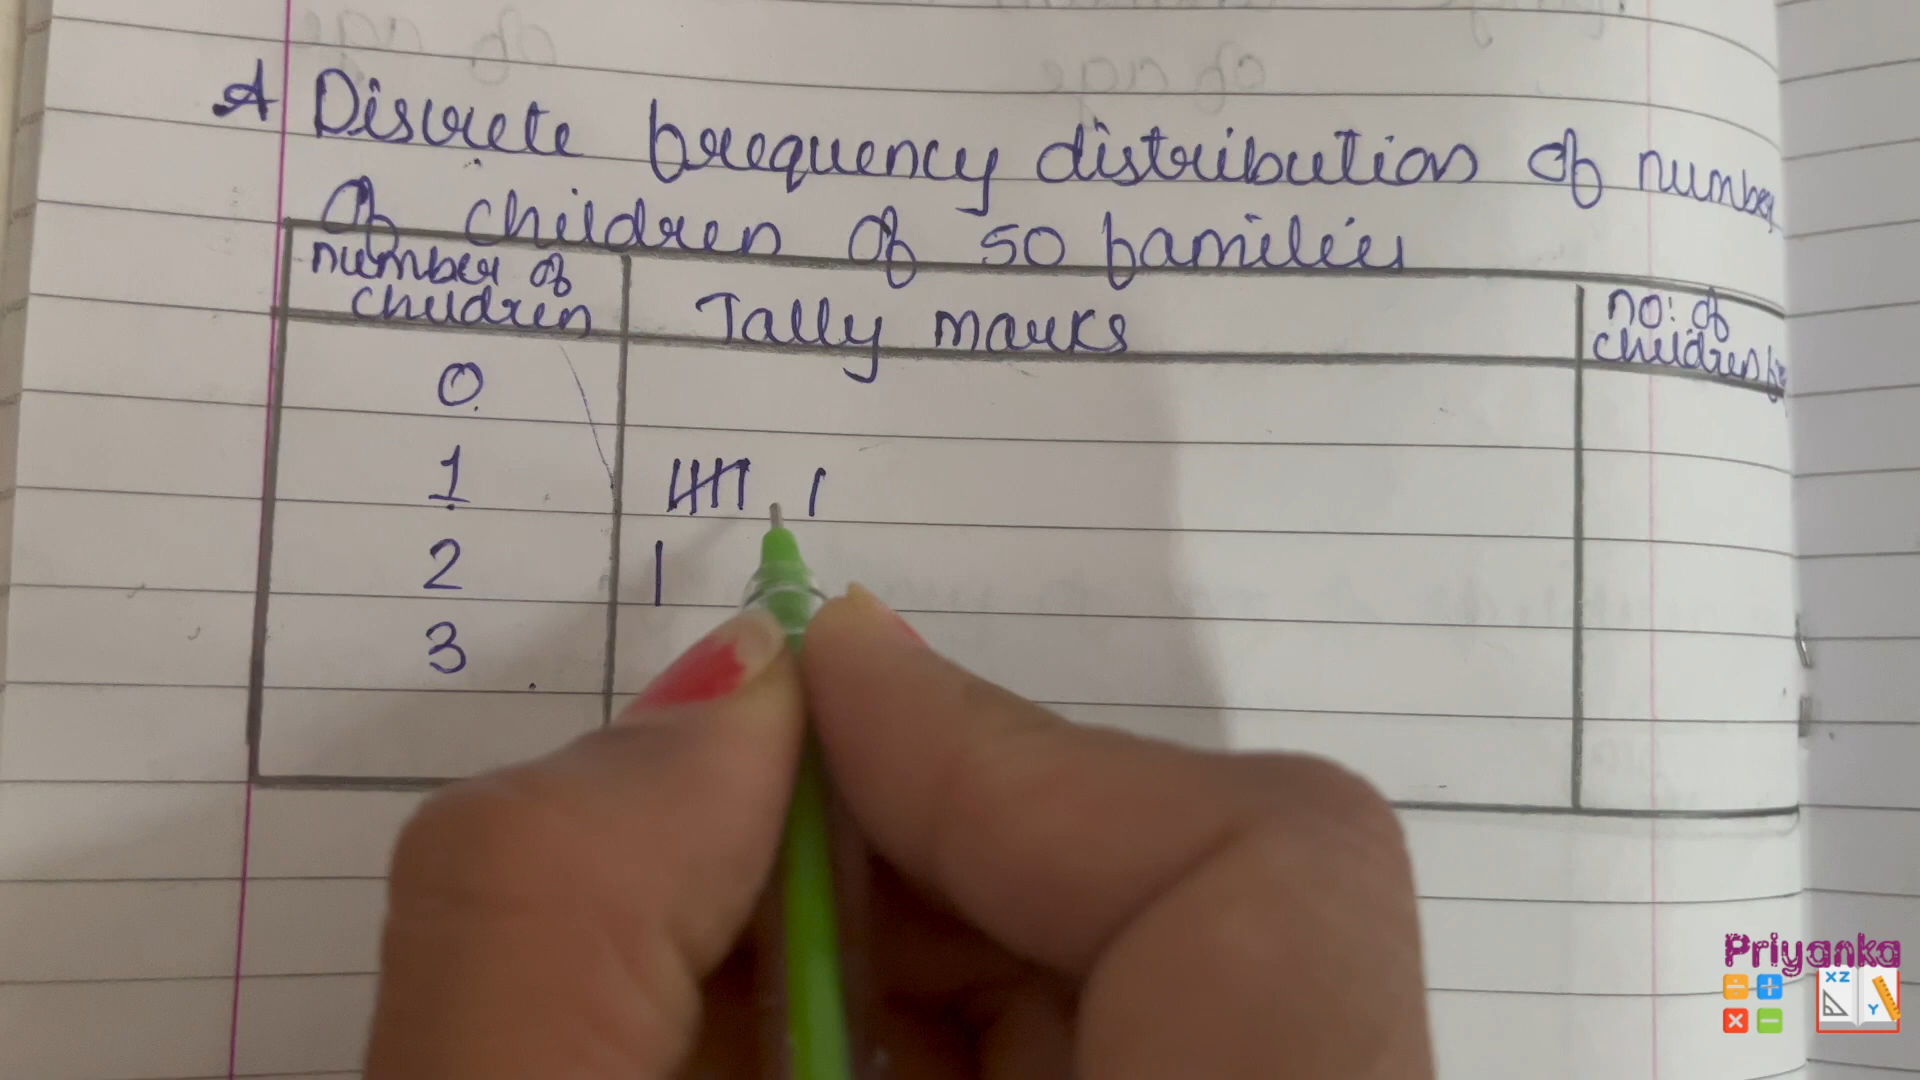 A Discrete frequency distribution of number
of children of 50 families
number of children
Tally marks
no: of children
0
1
2
3
Priyanka
XZ
Y